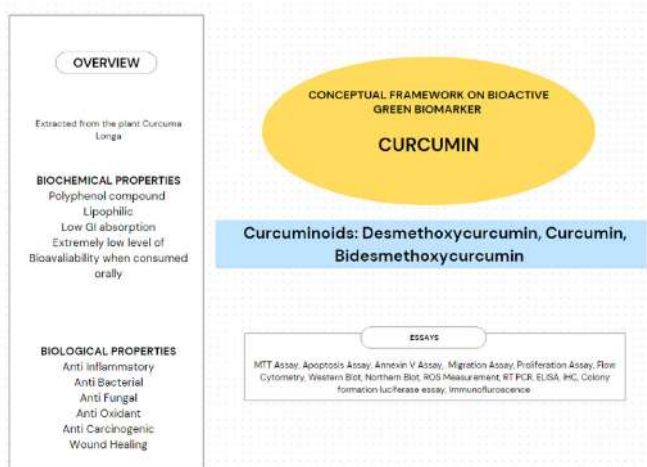 OVERVIEW
Extracted from the plant Curcuma
Longa
BIOCHEMICAL PROPERTIES
Polyphenol compound
Lipophilic
Low GI absorption
Extremely low level of
Bioavaliability when consumed
orally
BIOLOGICAL PROPERTIES
Anti Inflammatory
Anti Bacterial
Anti Fungal
Anti Oxidant
Anti Carcinogenic
Wound Healing
CONCEPTUAL FRAMEWORK ON BIOACTIVE
GREEN BIOMARKER
CURCUMIN
Curcuminoids: Desmethoxycurcumin, Curcumin,
Bidesmethoxycurcumin
ESSAYS
MTT Assay, Apoptosis Assay, Annexin V Assay, Migration Assay, Proliferation Assay, Flow
Cytometry, Western Blot, Northern Blot, ROS Measurement, RT PCR, ELISA, IHC, Colony
formation luciferase essay, Immunofluroscence